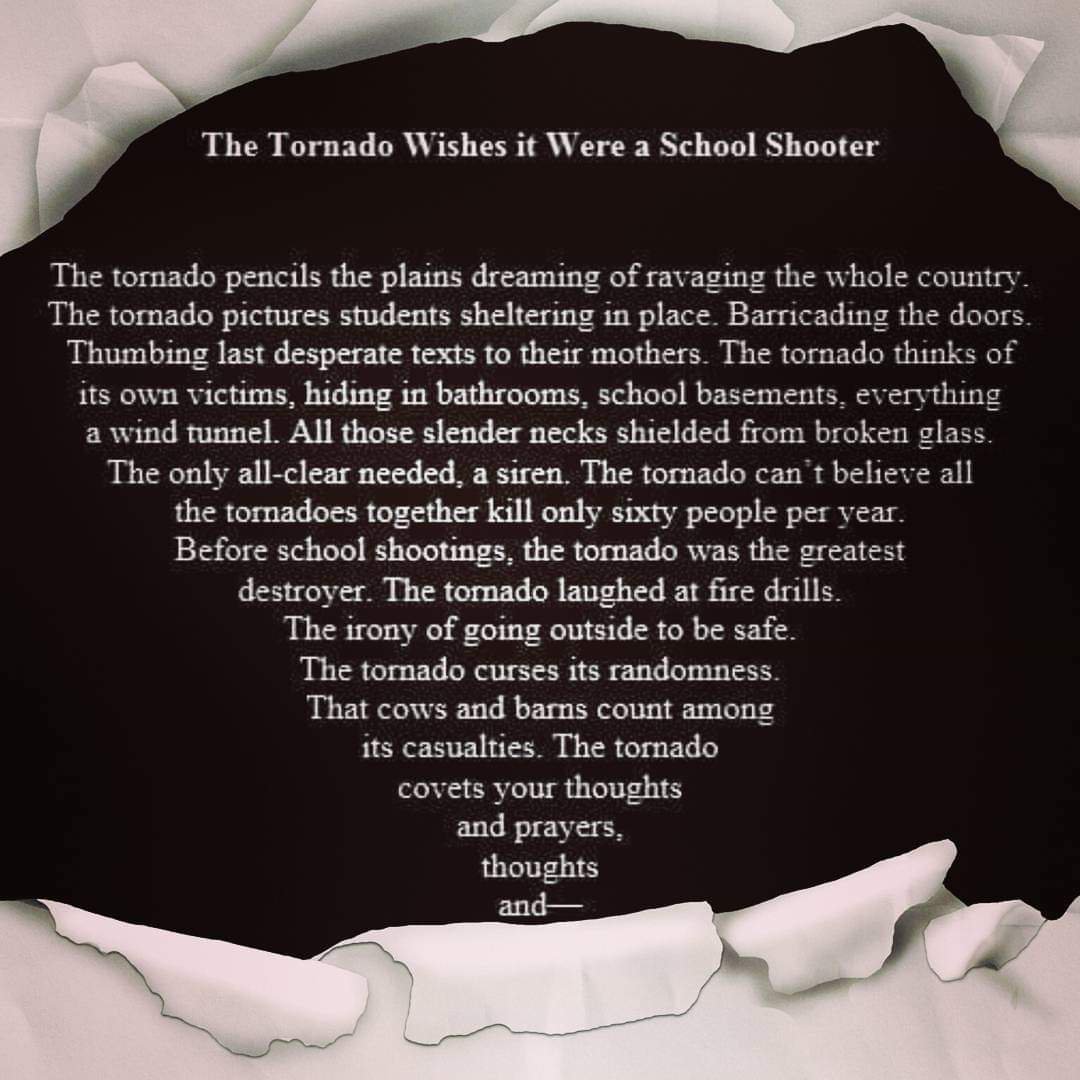 The Tornado Wishes it Were a School Shooter
The tornado pencils the plains dreaming of ravaging the whole country.
The tornado pictures students sheltering in place. Barricading the doors.
Thumbing last desperate texts to their mothers. The tornado thinks of
its own victims, hiding in bathrooms, school basements, everything
a wind tunnel. All those slender necks shielded from broken glass.
The only all-clear needed, a siren. The tornado can't believe all
the tornadoes together kill only sixty people per year.
Before school shootings, the tornado was the greatest
destroyer. The tornado laughed at fire drills.
The irony of going outside to be safe.
The tornado curses its randomness.
That cows and barns count among
its casualties. The tornado
covets your thoughts
and prayers,
thoughts
and—